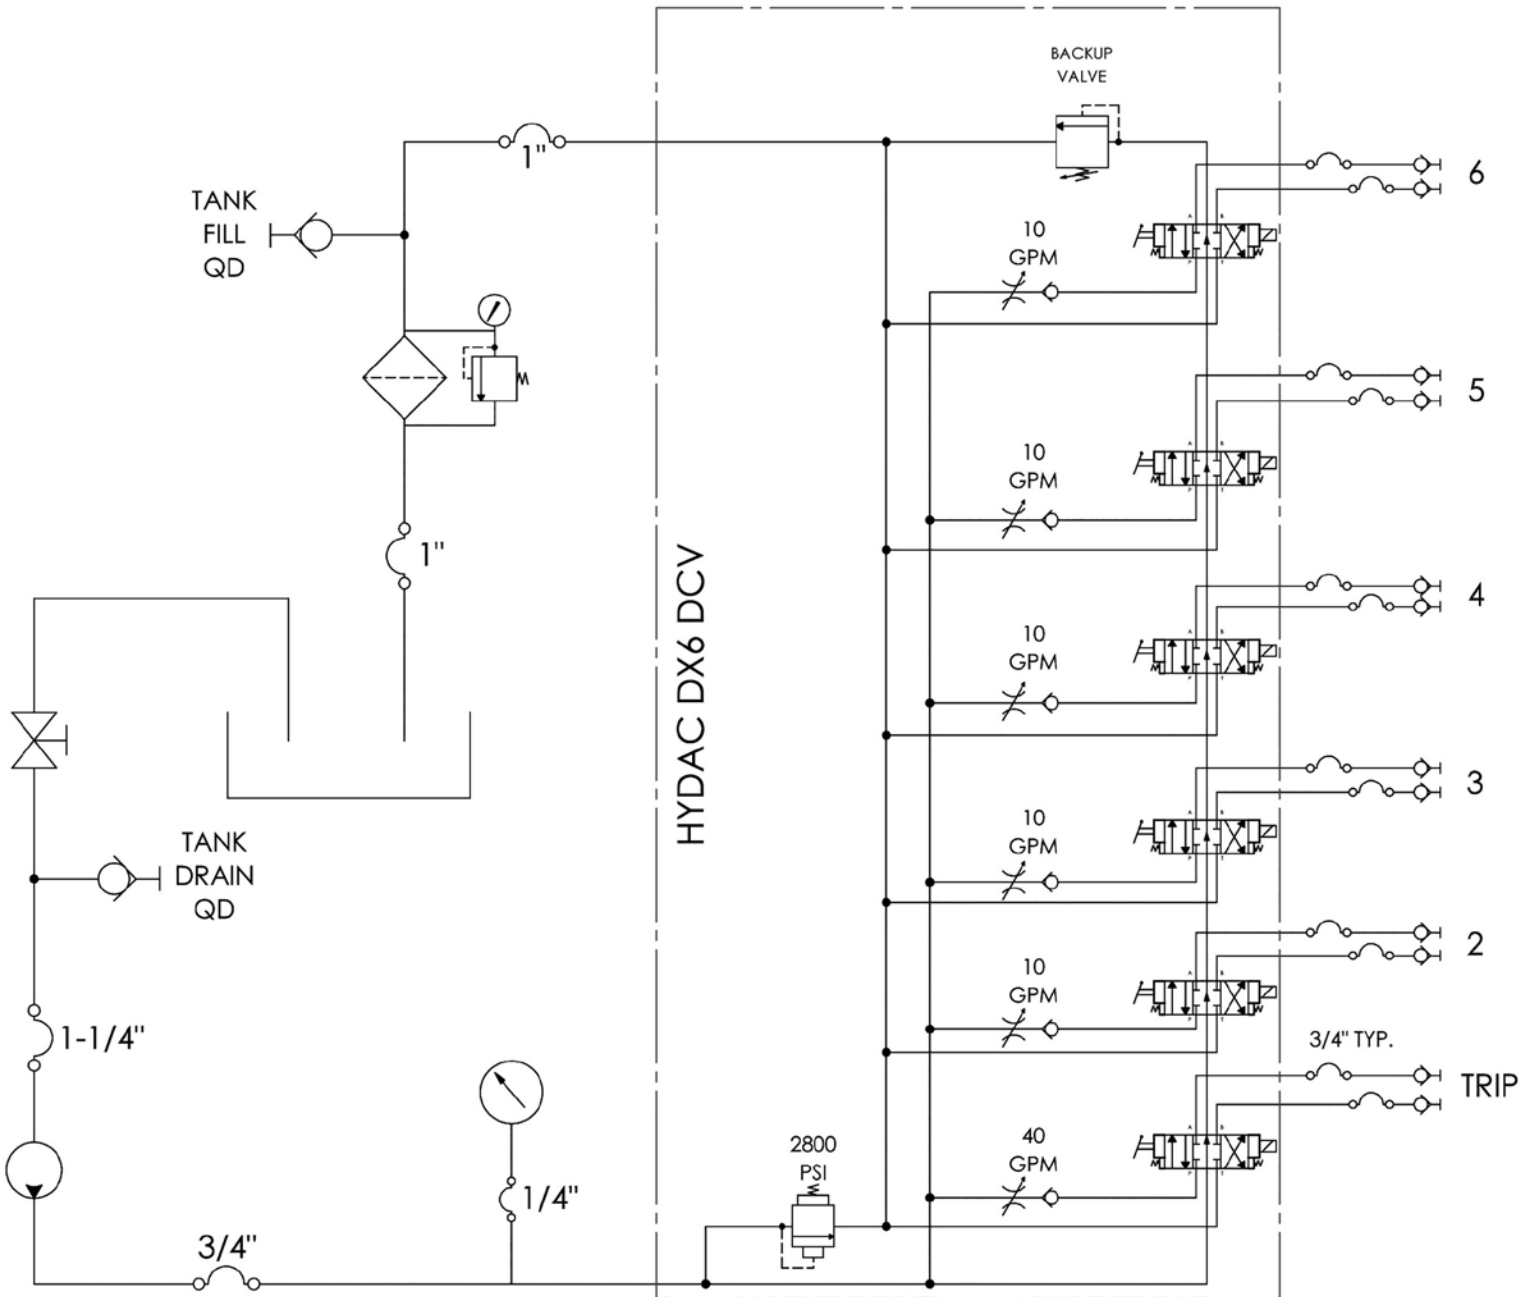 BACKUP
VALVE
1"
TANK
FILL
QD
6
10
GPM
A B
P T
5
10
GPM
A B
P T
1"
HYDAC DX6 DCV
4
10
GPM
A B
P T
3
10
GPM
A B
P T
TANK
DRAIN
QD
2
10
GPM
A B
P T
1-1/4"
3/4" TYP.
TRIP
40
GPM
A B
P T
2800
PSI
1/4"
3/4"